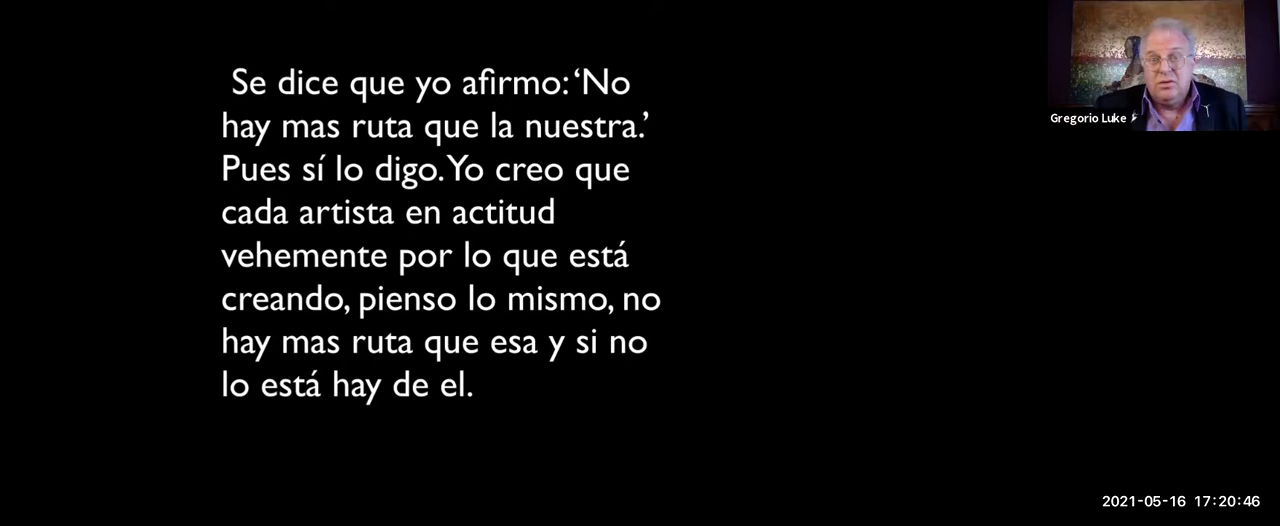 Se dice que yo afirmo: ‘No
hay mas ruta que la nuestra.’
Pues sí lo digo. Yo creo que
cada artista en actitud
vehemente por lo que está
creando, pienso lo mismo, no
hay mas ruta que esa y si no
lo está hay de el.
Gregorio Luke
2021-05-16 17:20:46